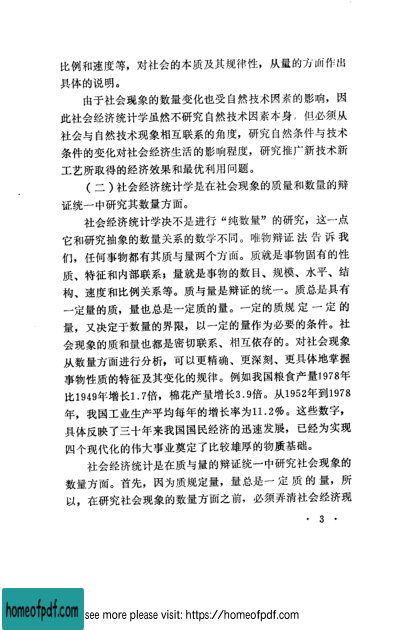 比例和速度等，对社会的本质及其规律性，从量的方面作出
具体的说明。
由于社会现象的数量变化也受自然技术因素的影响，因
此社会经济统计学虽然不研究自然技术因素本身，但必须从
社会与自然技术现象相互联系的角度，研究自然条件与技术
条件的变化对社会经济生活的影响程度，研究推广新技术新
工艺所取得的经济效果和最优利用问题。
（二）社会经济统计学是在社会现象的质量和数量的辩
证统一中研究其数量方面。
社会经济统计学决不是进行“纯数量”的研究，这一点
它和研究抽象的数量关系的数学不同。唯物辩证法告诉我
们，任何事物都有其质与量两个方面。质就是事物固有的性
质、特征和内部联系；量就是事物的数目、规模、水平、结
构、速度和比例关系等。质与量是辩证的统一。质总是具有
一定量的质，量也总是一定质的量。一定的质规定一定的
量，又决定于数量的界限，以一定的量作为必要的条件。社
会现象的质和量也都是密切联系、相互依存的。对社会现象
从数量方面进行分析，可以更精确、更深刻、更具体地掌握
事物性质的特征及其变化的规律。例如我国粮食产量1978年
比1949年增长1.7倍，棉花产量增长3.9倍。从1952年到1978
年，我国工业生产平均每年的增长率为11.2%。这些数字，
具体反映了三十年来我国国民经济的迅速发展，已经为实现
四个现代化的伟大事业奠定了比较雄厚的物质基础。
社会经济统计是在质与量的辩证统一中研究社会现象的
数量方面。首先，因为质规定量，量总是一定质的量，所
以，在研究社会现象的数量方面之前，必须弄清社会经济现
· 3 ·
homeofpdf.com
see more please visit: https://homeofpdf.com